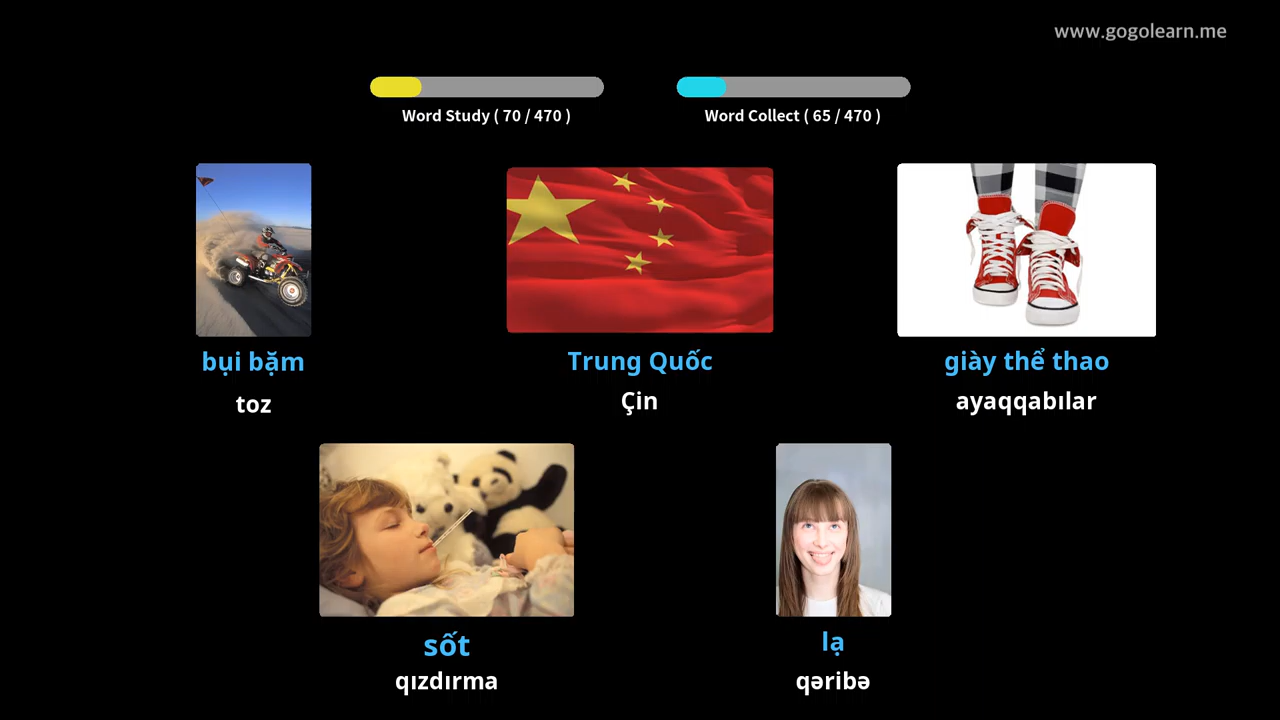 www.gogolearn.me
Word Study ( 70 / 470 )
Word Collect ( 65 / 470 )
bụi bặm
Trung Quốc
giày thể thao
toz
Çin
ayaqqabılar
sốt
lạ
qızdırma
qəribə